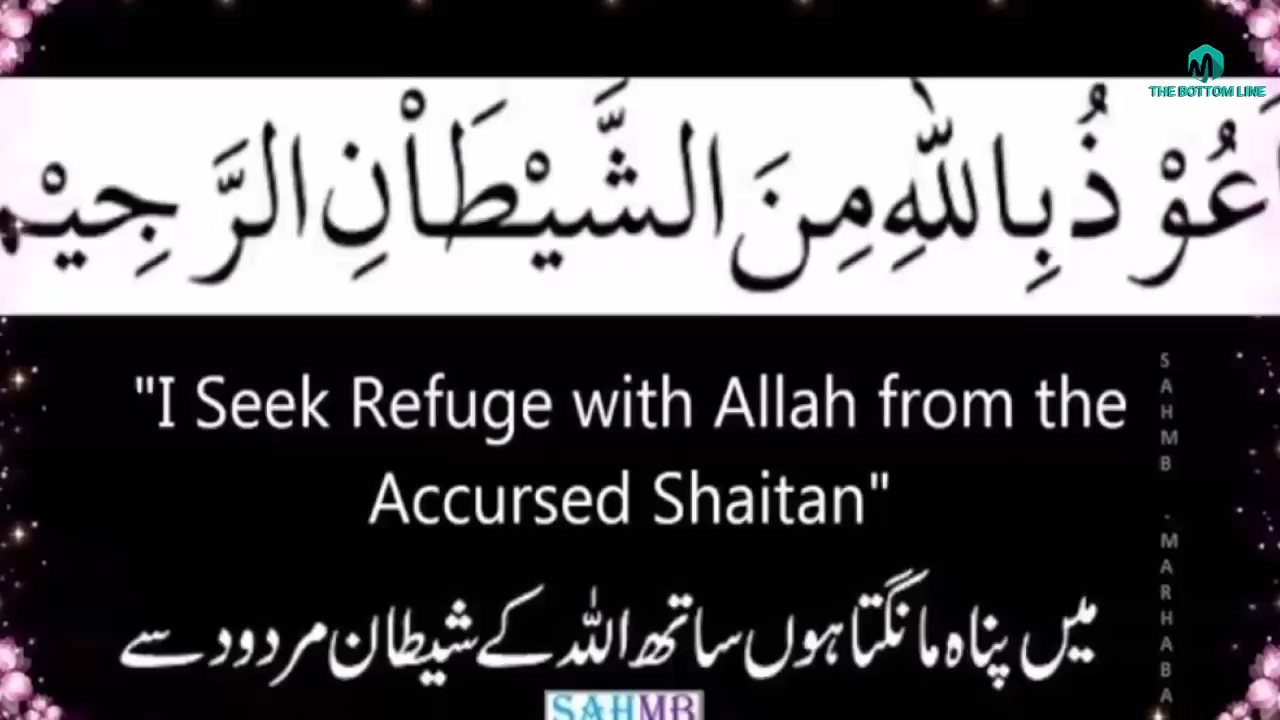 THE BOTTOM LINE
اَعُوْذُ بِاللّٰهِ مِنَ الشَّيْطَاْنِ الرَّجِيْمِ
"I Seek Refuge with Allah from the
Accursed Shaitan"
میں پناہ مانگتا ہوں ساتھ اللہ کے شیطان مردود سے
SAHMB - MARHABA
SAHMB